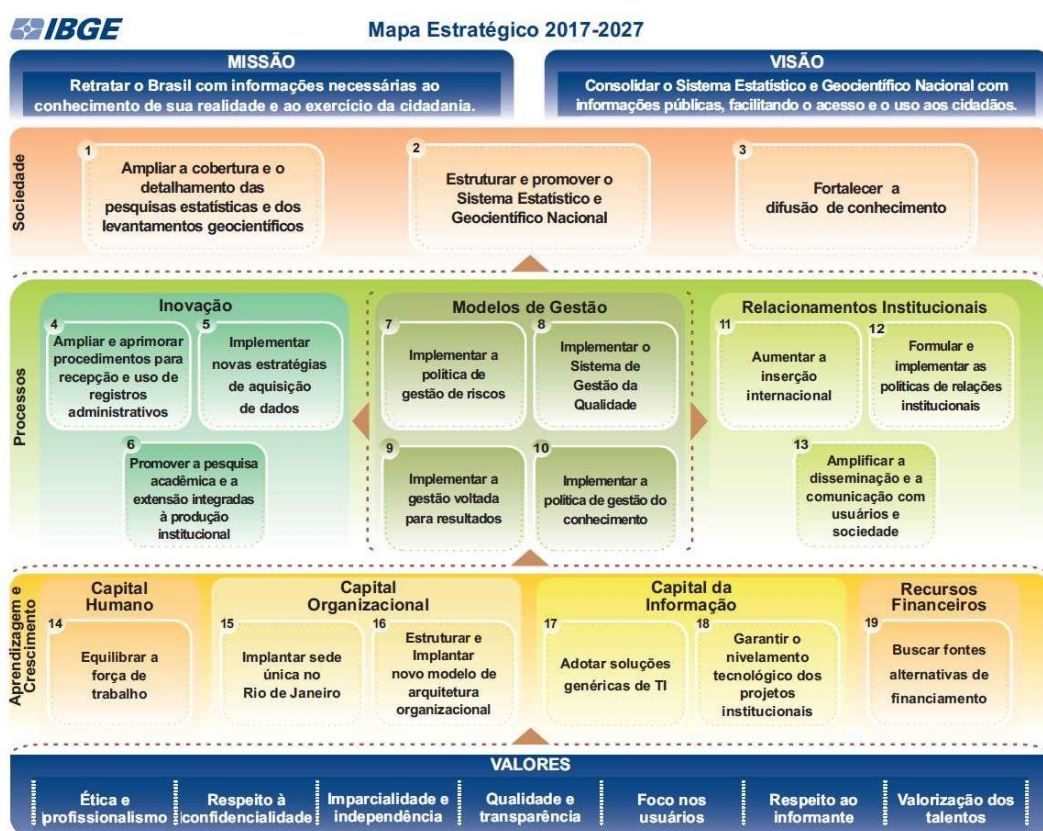 IBGE
Mapa Estratégico 2017-2027
MISSÃO
Retratar o Brasil com informações necessárias ao
conhecimento de sua realidade e ao exercício da cidadania.
VISÃO
Consolidar o Sistema Estatístico e Geocientífico Nacional com
informações públicas, facilitando o acesso e o uso aos cidadãos.
Sociedade
1
Ampliar a cobertura e o
detalhamento das
pesquisas estatísticas e dos
levantamentos geocientíficos
2
Estruturar e promover o
Sistema Estatístico e
Geocientífico Nacional
3
Fortalecer a
difusão de conhecimento
Processos
Inovação
4
Ampliar e aprimorar
procedimentos para
recepção e uso de
registros
administrativos
5
Implementar
novas estratégias
de aquisição
de dados
6
Promover a pesquisa
acadêmica e a
extensão integradas
à produção
institucional
Modelos de Gestão
7
Implementar a
política de
gestão de riscos
8
Implementar o
Sistema de
Gestão da
Qualidade
9
Implementar a
gestão voltada
para resultados
10
Implementar a
política de gestão do
conhecimento
Relacionamentos Institucionais
11
Aumentar a
inserção
internacional
12
Formular e
implementar as
políticas de relações
institucionais
13
Amplificar a
disseminação e a
comunicação com
usuários e
sociedade
Aprendizagem e
Crescimento
Capital
Humano
14
Equilibrar a
força de
trabalho
Capital
Organizacional
15
Implantar sede
única no
Rio de Janeiro
16
Estruturar e
Implantar
novo modelo de
arquitetura
organizacional
Capital da
Informação
17
Adotar soluções
genéricas de TI
18
Garantir o
nivelamento
tecnológico dos
projetos
institucionais
Recursos
Financeiros
19
Buscar fontes
alternativas de
financiamento
VALORES
Ética e
profissionalismo
Respeito à
confidencialidade
Imparcialidade e
independência
Qualidade e
transparência
Foco nos
usuários
Respeito ao
informante
Valorização dos
talentos